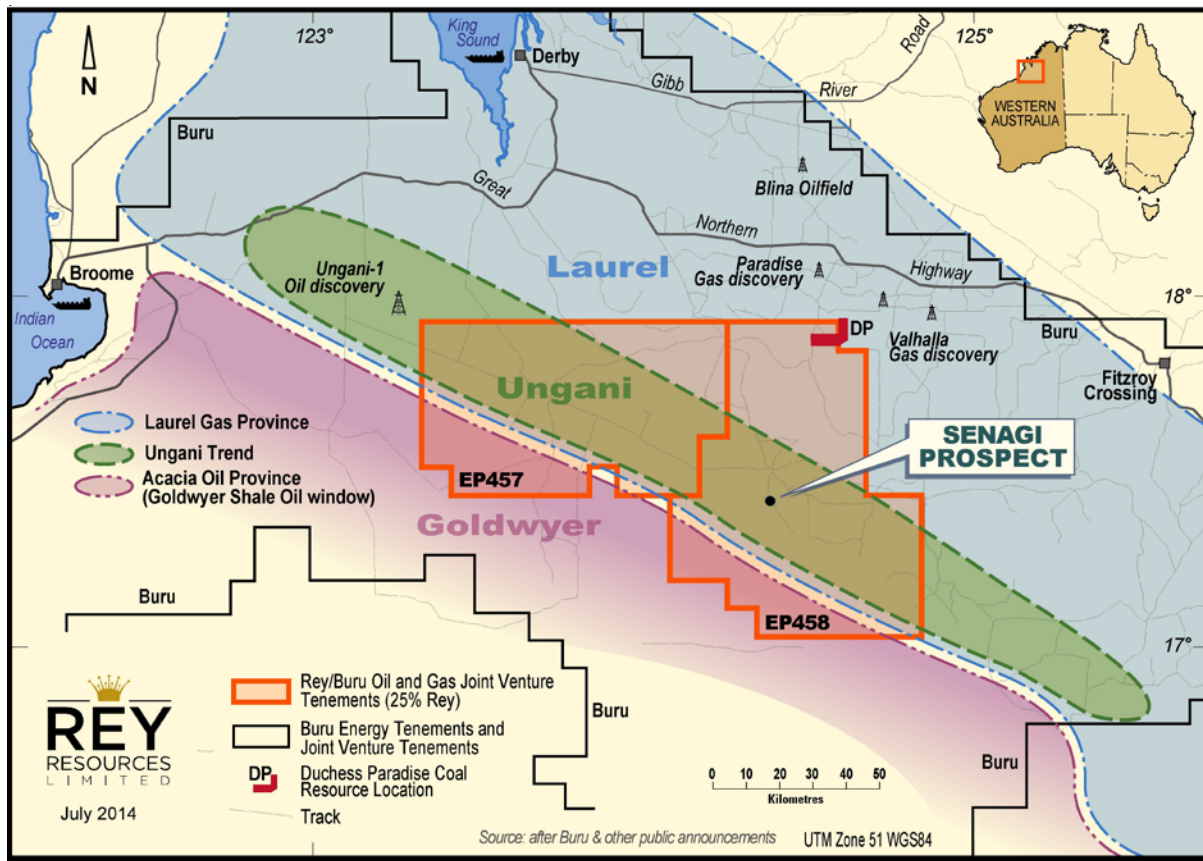 123°
King
Sound
Derby
125°
Road
N
Gibb
River
WESTERN
AUSTRALIA
Buru
Blina Oilfield
Great
Northern
Highway
Ungani-1
Oil discovery
Laurel
Paradise
Gas discovery
Broome
Indian
Ocean
18°
DP
Valhalla
Gas discovery
Buru
Fitzroy
Crossing
Ungani
Laurel Gas Province
Ungani Trend
Acacia Oil Province
(Goldwyer Shale Oil window)
SENAGI
PROSPECT
EP457
Goldwyer
Buru
Buru
EP458
17°
REY
RESOURCES
LIMITED
July 2014
Rey/Buru Oil and Gas Joint Venture
Tenements (25% Rey)
Buru Energy Tenements and
Joint Venture Tenements
DP
Duchess Paradise Coal
Resource Location
Track
Buru
Buru
0 10 20 30 40 50
Kilometres
Source: after Buru & other public announcements
UTM Zone 51 WGS84